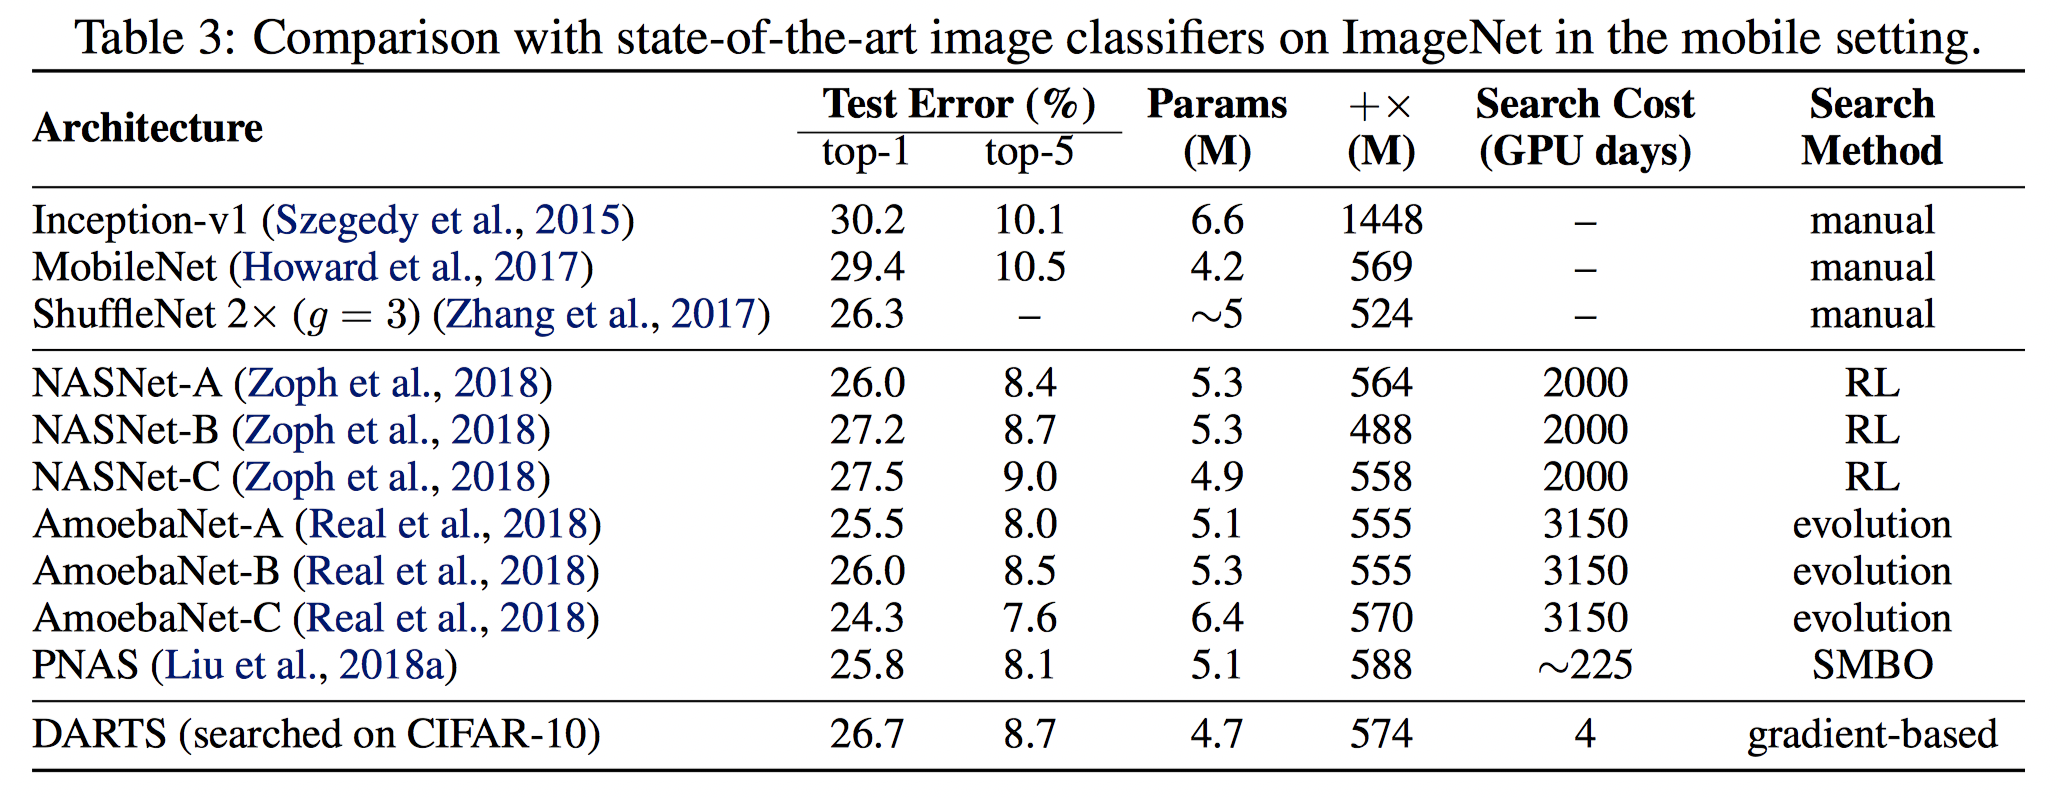 Table 3: Comparison with state-of-the-art image classifiers on ImageNet in the mobile setting.
Architecture Test Error (%) Params +× Search Cost Search
top-1 top-5 (M) (M) (GPU days) Method
Inception-v1 (Szegedy et al., 2015) 30.2 10.1 6.6 1448 – manual
MobileNet (Howard et al., 2017) 29.4 10.5 4.2 569 – manual
ShuffleNet 2× (g = 3) (Zhang et al., 2017) 26.3 – ~5 524 – manual
NASNet-A (Zoph et al., 2018) 26.0 8.4 5.3 564 2000 RL
NASNet-B (Zoph et al., 2018) 27.2 8.7 5.3 488 2000 RL
NASNet-C (Zoph et al., 2018) 27.5 9.0 4.9 558 2000 RL
AmoebaNet-A (Real et al., 2018) 25.5 8.0 5.1 555 3150 evolution
AmoebaNet-B (Real et al., 2018) 26.0 8.5 5.3 555 3150 evolution
AmoebaNet-C (Real et al., 2018) 24.3 7.6 6.4 570 3150 evolution
PNAS (Liu et al., 2018a) 25.8 8.1 5.1 588 ~225 SMBO
DARTS (searched on CIFAR-10) 26.7 8.7 4.7 574 4 gradient-based